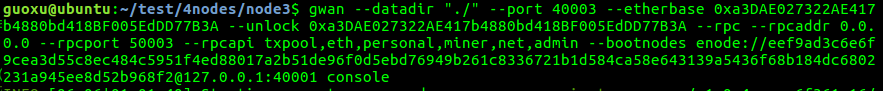 guoxu@ubuntu:~/test/4nodes/node3$ gwan --datadir "./" --port 40003 --etherbase 0xa3DAE027322AE417
b4880bd418BF005EdDD77B3A --unlock 0xa3DAE027322AE417b4880bd418BF005EdDD77B3A --rpc --rpcaddr 0.0.
0.0 --rpcport 50003 --rpcapi txpool,eth,personal,miner,net,admin --bootnodes enode://eef9ad3c6e6f
9cea3d55c8ec484c5951f4ed88017a2b51de96f0d5ebd76949b261c8336721b1d584ca58e643139a5436f68b184dc6802
231a945ee8d52b968f2@127.0.0.1:40001 console